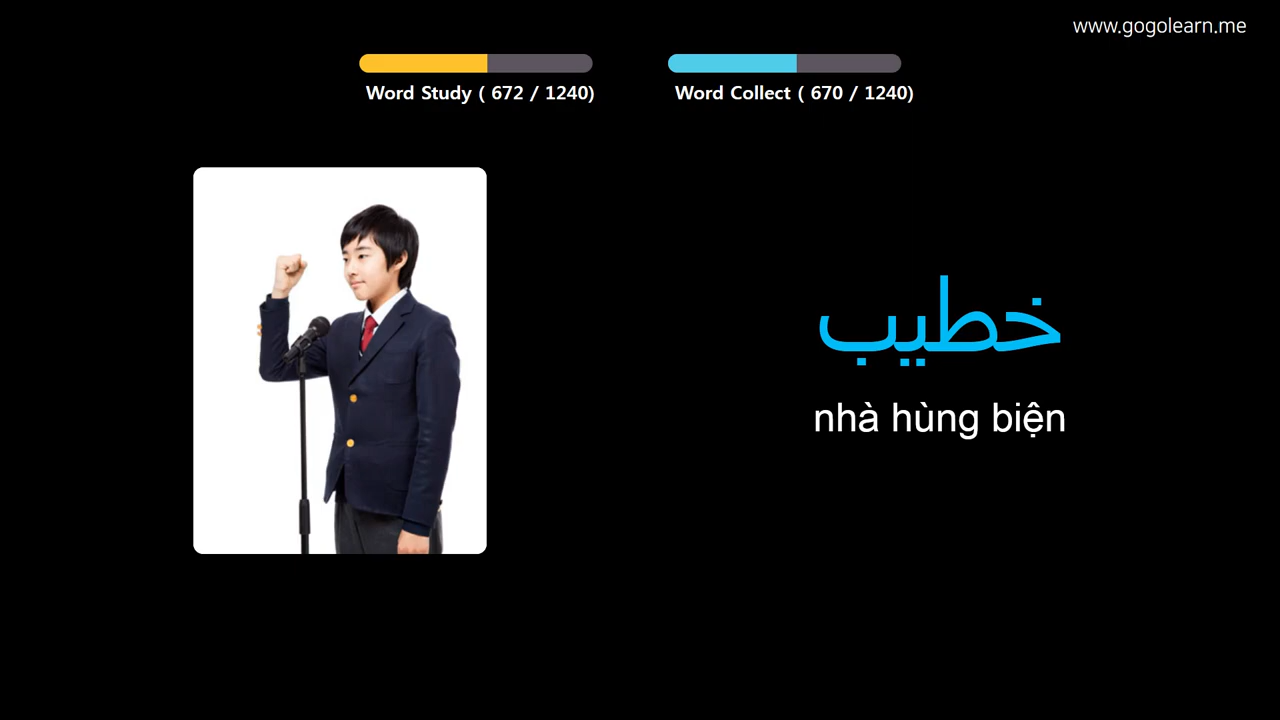 www.gogolearn.me
Word Study ( 672 / 1240)
Word Collect ( 670 / 1240)
خطيب
nhà hùng biện